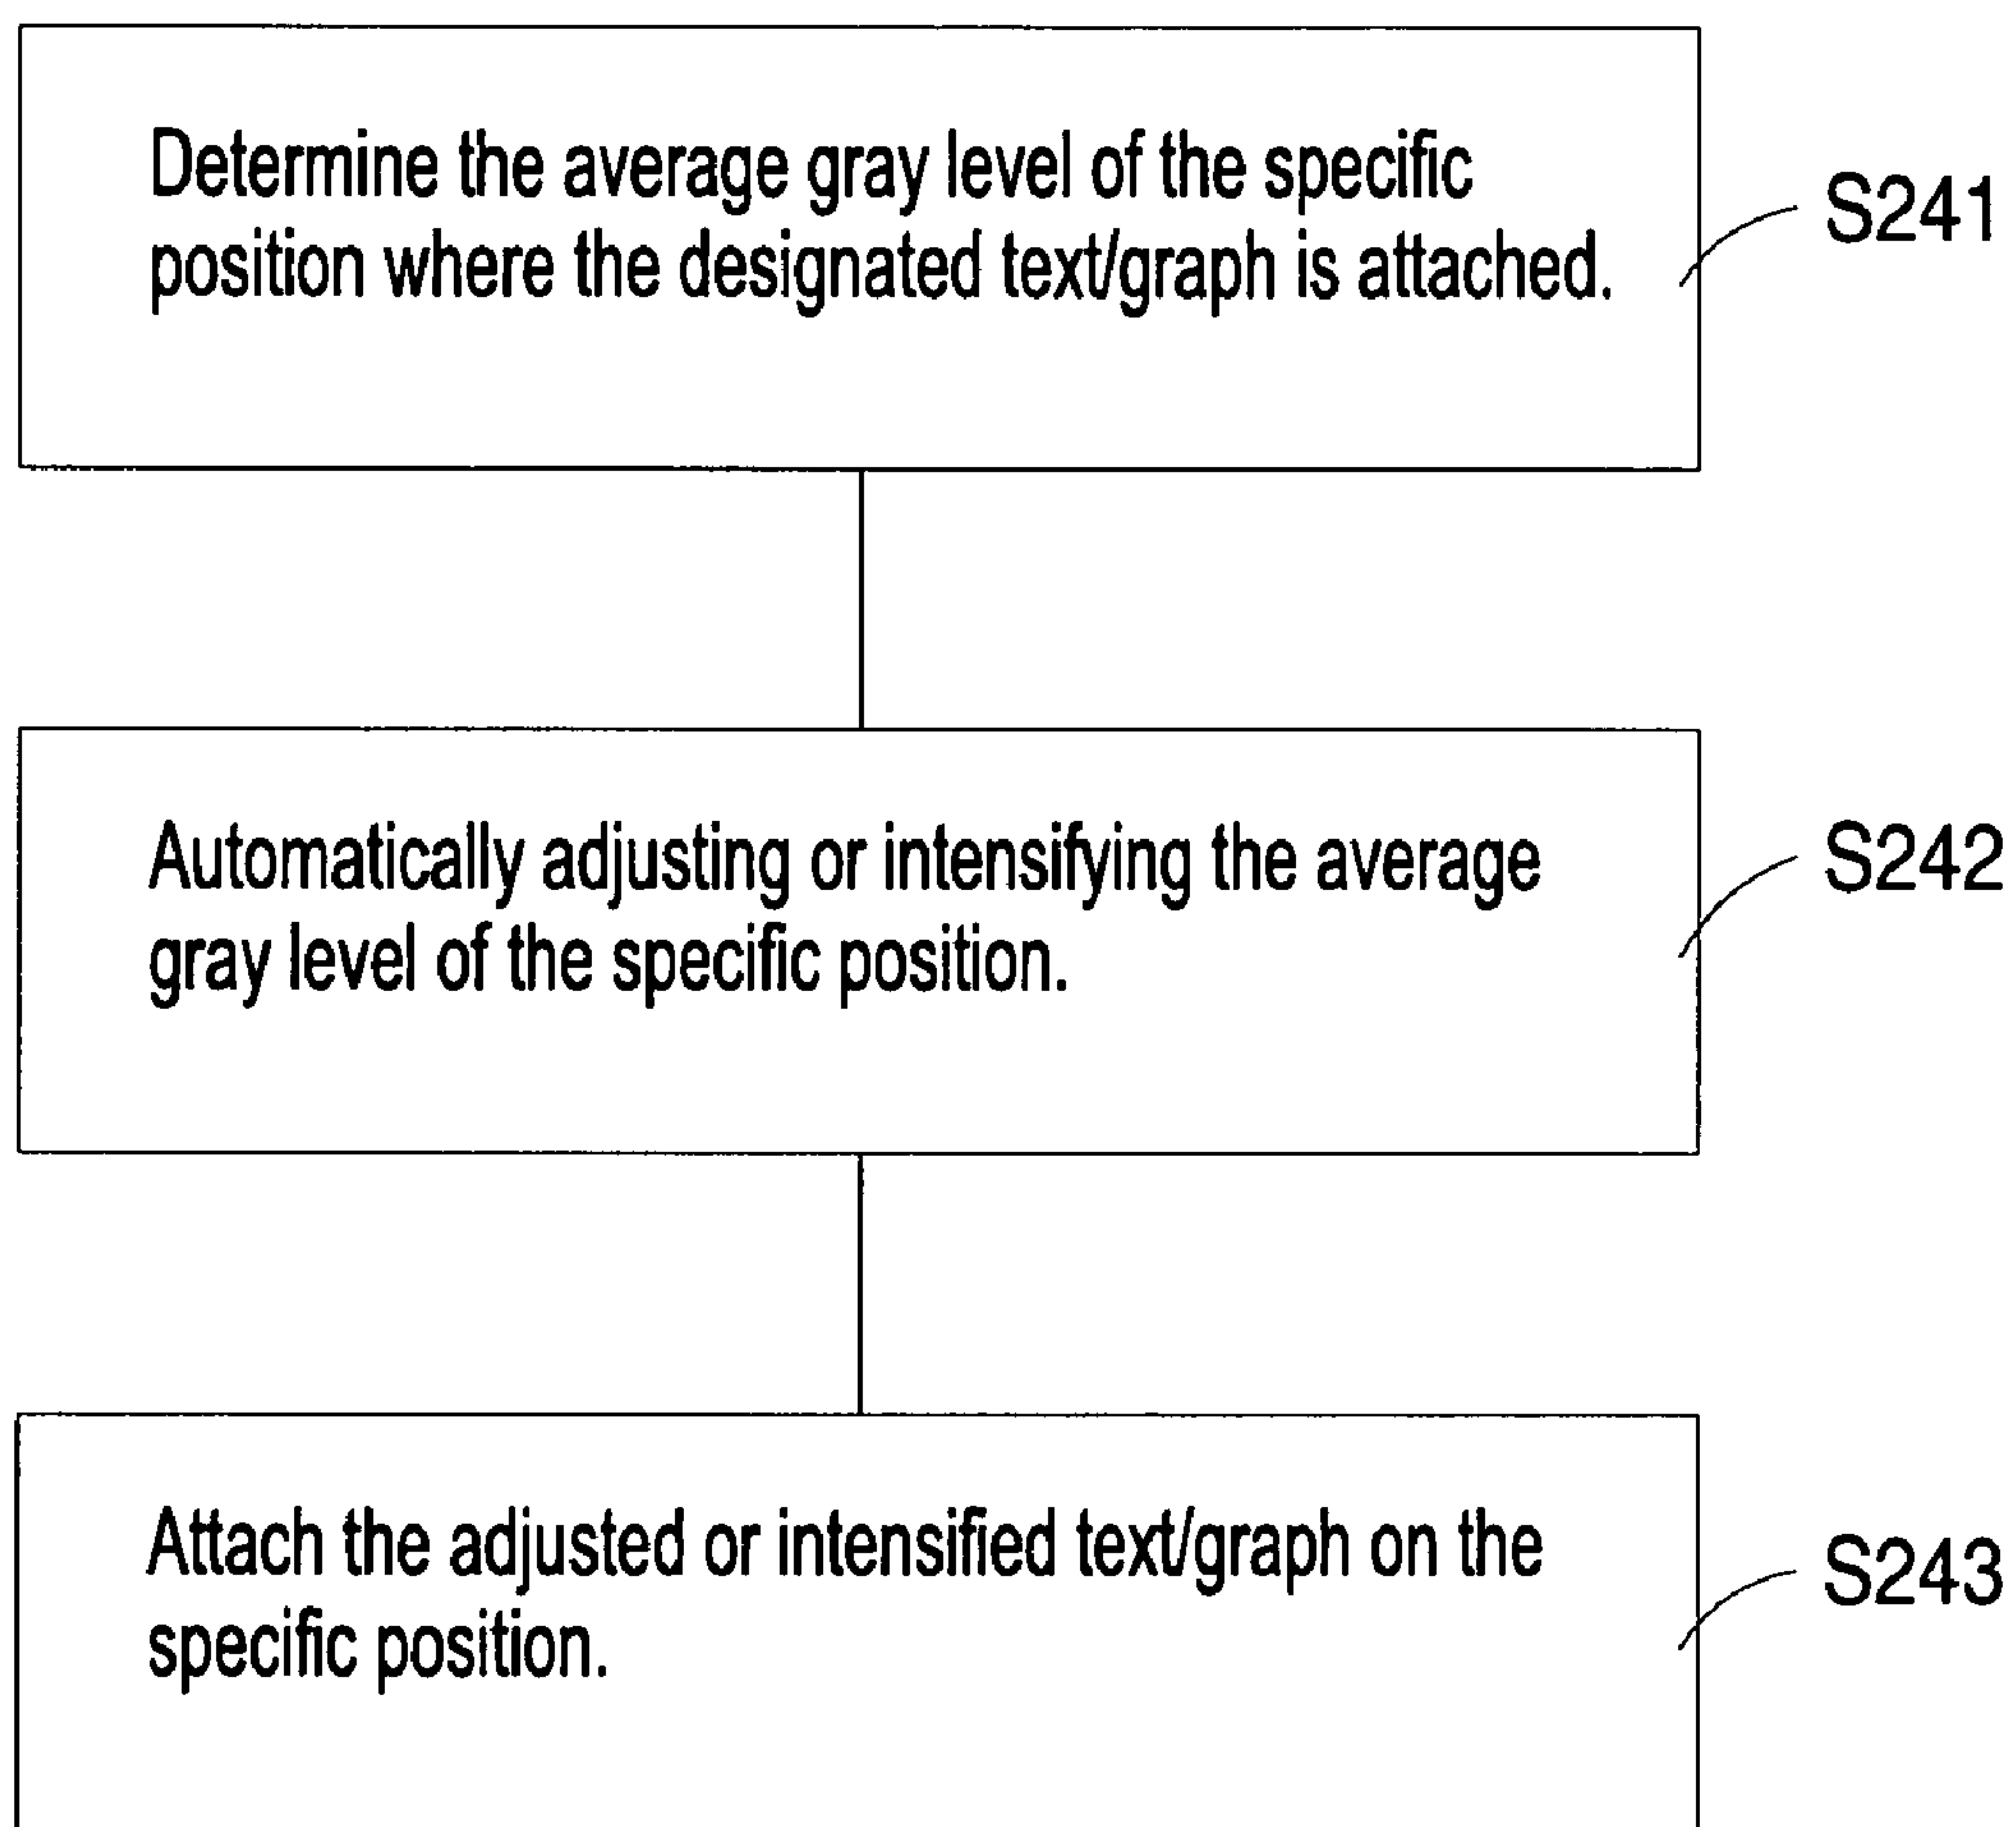 Determine the average gray level of the specific
position where the designated text/graph is attached.
S241
Automatically adjusting or intensifying the average
gray level of the specific position.
S242
Attach the adjusted or intensified text/graph on the
specific position.
S243